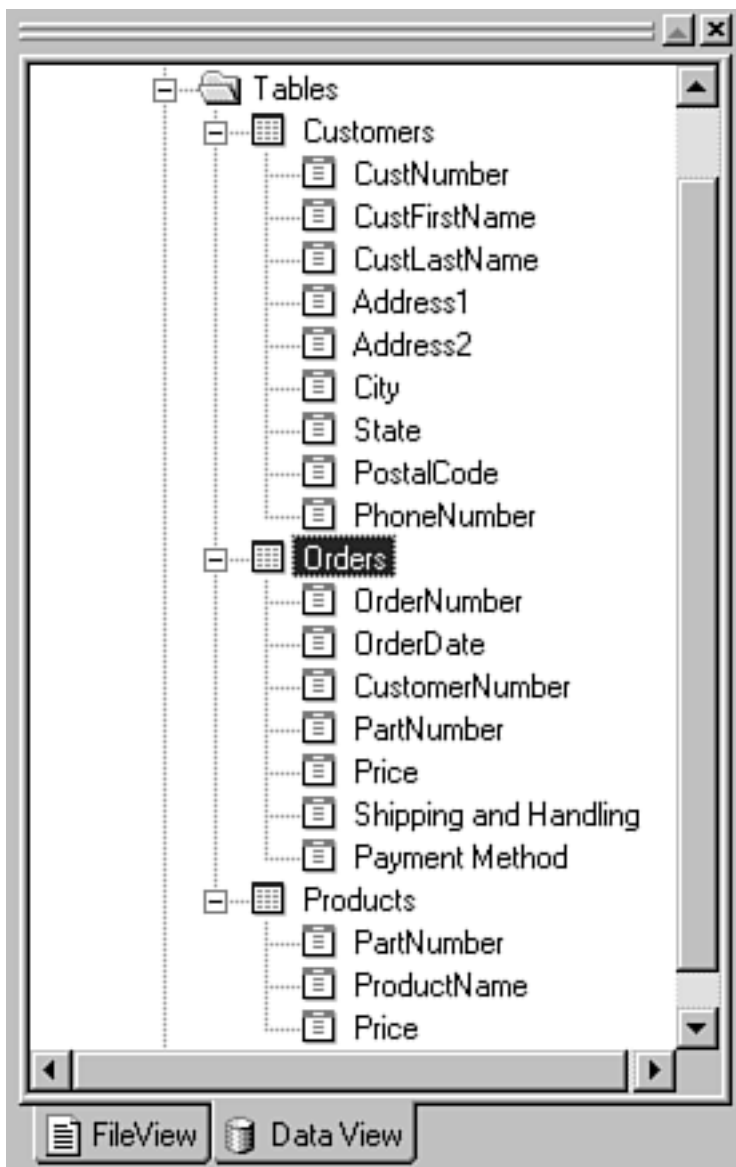 Tables
Customers
CustNumber
CustFirstName
CustLastName
Address1
Address2
City
State
PostalCode
PhoneNumber
Orders
OrderNumber
OrderDate
CustomerNumber
PartNumber
Price
Shipping and Handling
Payment Method
Products
PartNumber
ProductName
Price
FileView Data View